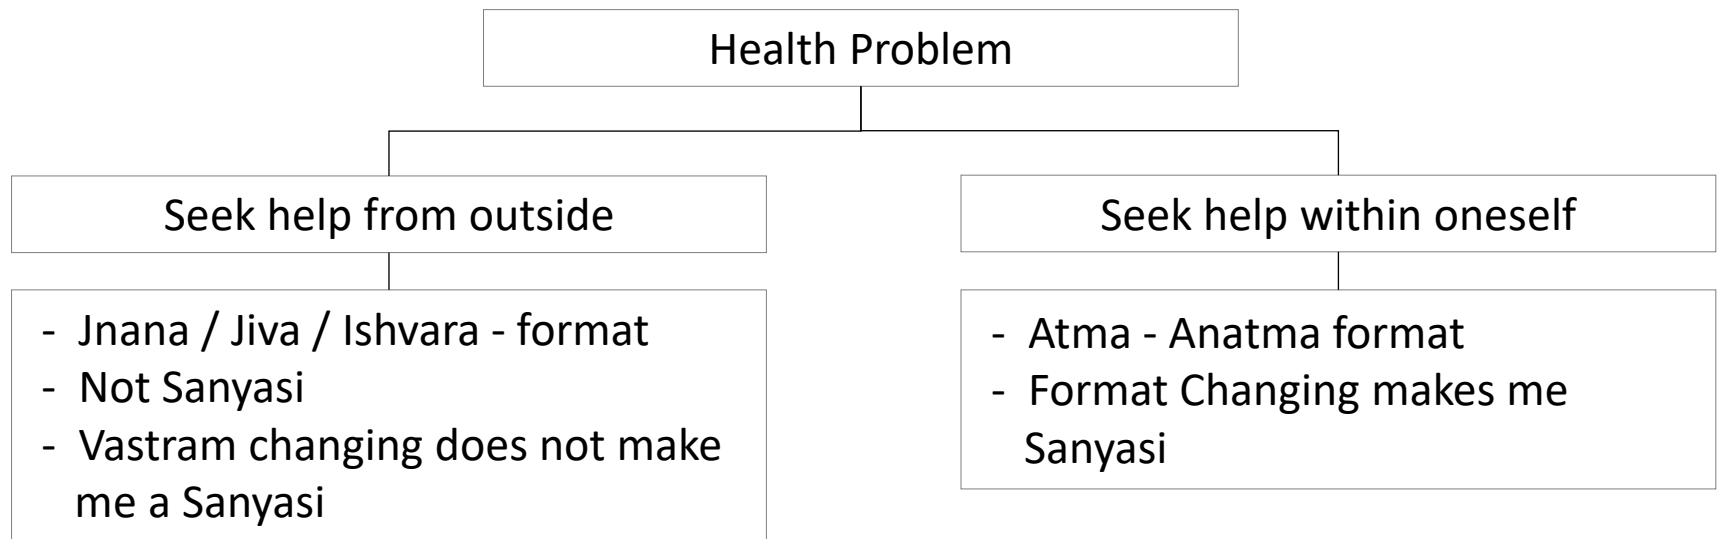 Health Problem
Seek help from outside
Seek help within oneself
- Jnana / Jiva / Ishvara - format
- Not Sanyasi
- Vastram changing does not make
me a Sanyasi
- Atma - Anatma format
- Format Changing makes me
Sanyasi